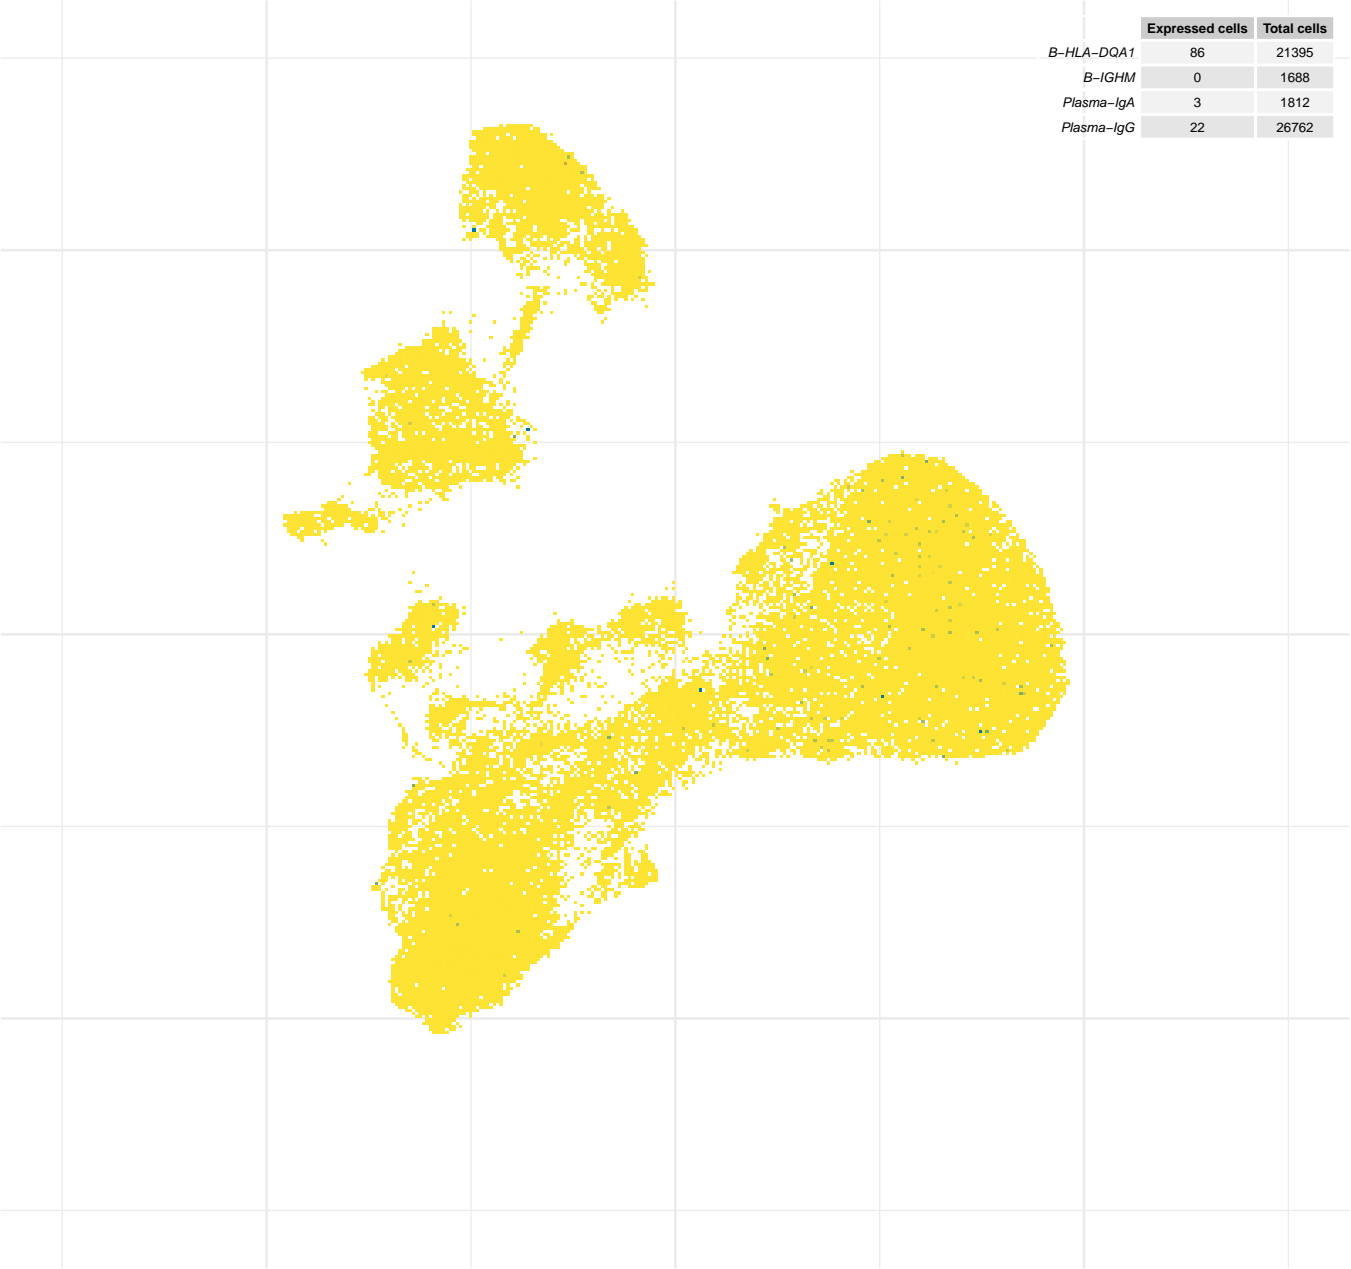 Expressed cells Total cells
B−HLA−DQA1 86 21395
B−IGHM 0 1688
Plasma−IgA 3 1812
Plasma−IgG 22 26762